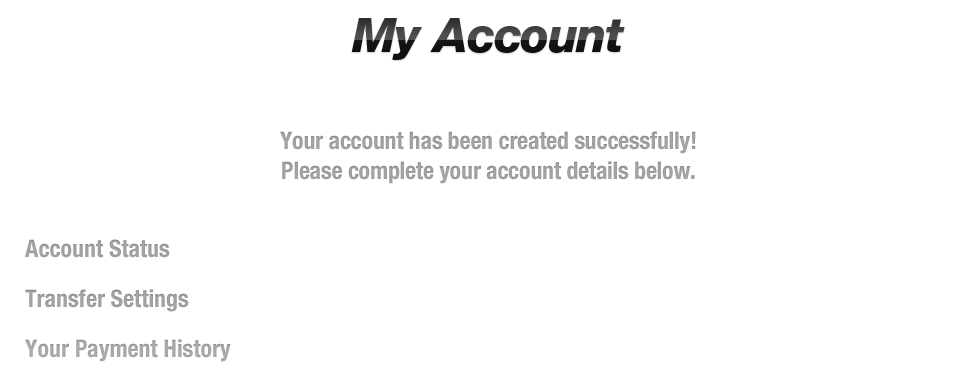 My Account
Your account has been created successfully!
Please complete your account details below.
Account Status
Transfer Settings
Your Payment History